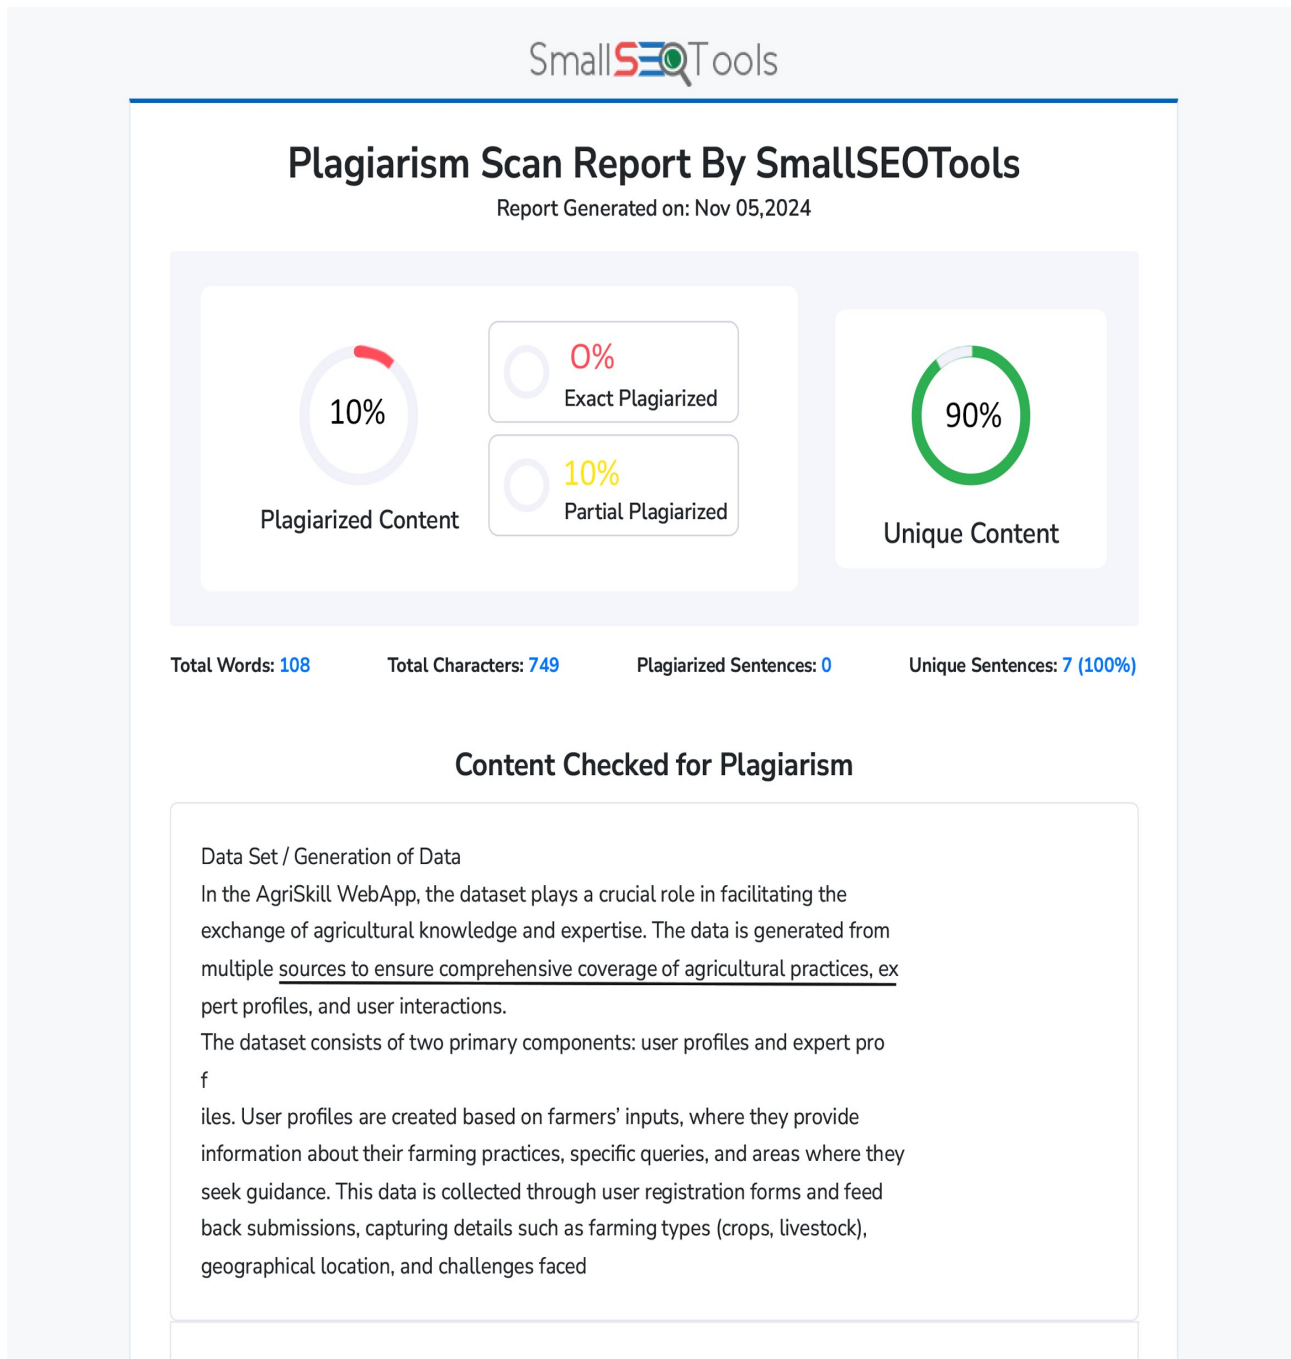 SmallSEOTools
Plagiarism Scan Report By SmallSEOTools
Report Generated on: Nov 05,2024
10%
Plagiarized Content
O%
Exact Plagiarized
10%
Partial Plagiarized
90%
Unique Content
Total Words: 108 Total Characters: 749 Plagiarized Sentences: 0 Unique Sentences: 7 (100%)
Content Checked for Plagiarism
Data Set / Generation of Data
In the AgriSkill WebApp, the dataset plays a crucial role in facilitating the
exchange of agricultural knowledge and expertise. The data is generated from
multiple sources to ensure comprehensive coverage of agricultural practices, ex
pert profiles, and user interactions.
The dataset consists of two primary components: user profiles and expert pro
f
iles. User profiles are created based on farmers’ inputs, where they provide
information about their farming practices, specific queries, and areas where they
seek guidance. This data is collected through user registration forms and feed
back submissions, capturing details such as farming types (crops, livestock),
geographical location, and challenges faced